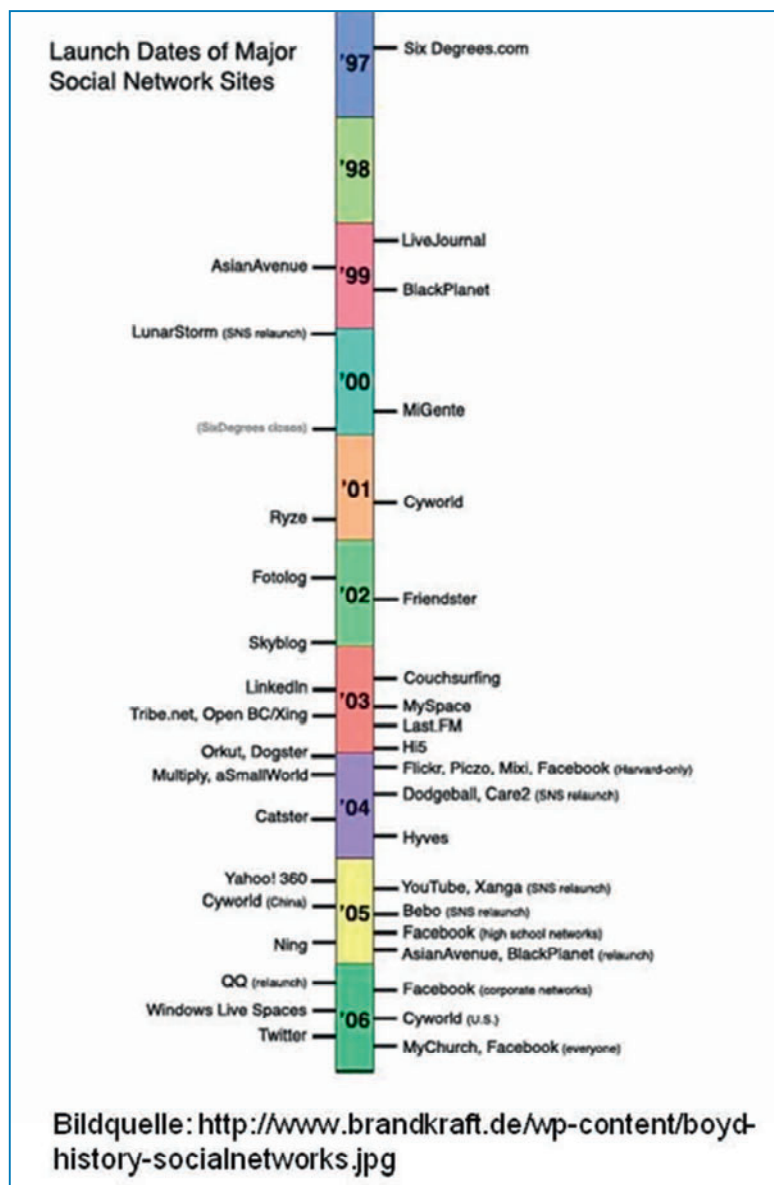 Launch Dates of Major
Social Network Sites
'97
Six Degrees.com
'98
LiveJournal
AsianAvenue
'99
BlackPlanet
LunarStorm (SNS relaunch)
'00
MiGente
(SixDegrees closes)
'01
Cyworld
Ryze
Fotolog
'02
Friendster
Skyblog
Couchsurfing
LinkedIn
'03
MySpace
Tribe.net, Open BC/Xing
Last.FM
Hi5
Orkut, Dogster
Flickr, Piczo, Mixi, Facebook (Harvard-only)
Multiply, aSmallWorld
Dodgeball, Care2 (SNS relaunch)
'04
Catster
Hyves
Yahoo! 360
YouTube, Xanga (SNS relaunch)
Cyworld (China)
Bebo (SNS relaunch)
'05
Facebook (high school networks)
Ning
AsianAvenue, BlackPlanet (relaunch)
QQ (relaunch)
Facebook (corporate networks)
Windows Live Spaces
'06
Cyworld (U.S.)
Twitter
MyChurch, Facebook (everyone)
Bildquelle: http://www.brandkraft.de/wp-content/boyd-
history-socialnetworks.jpg